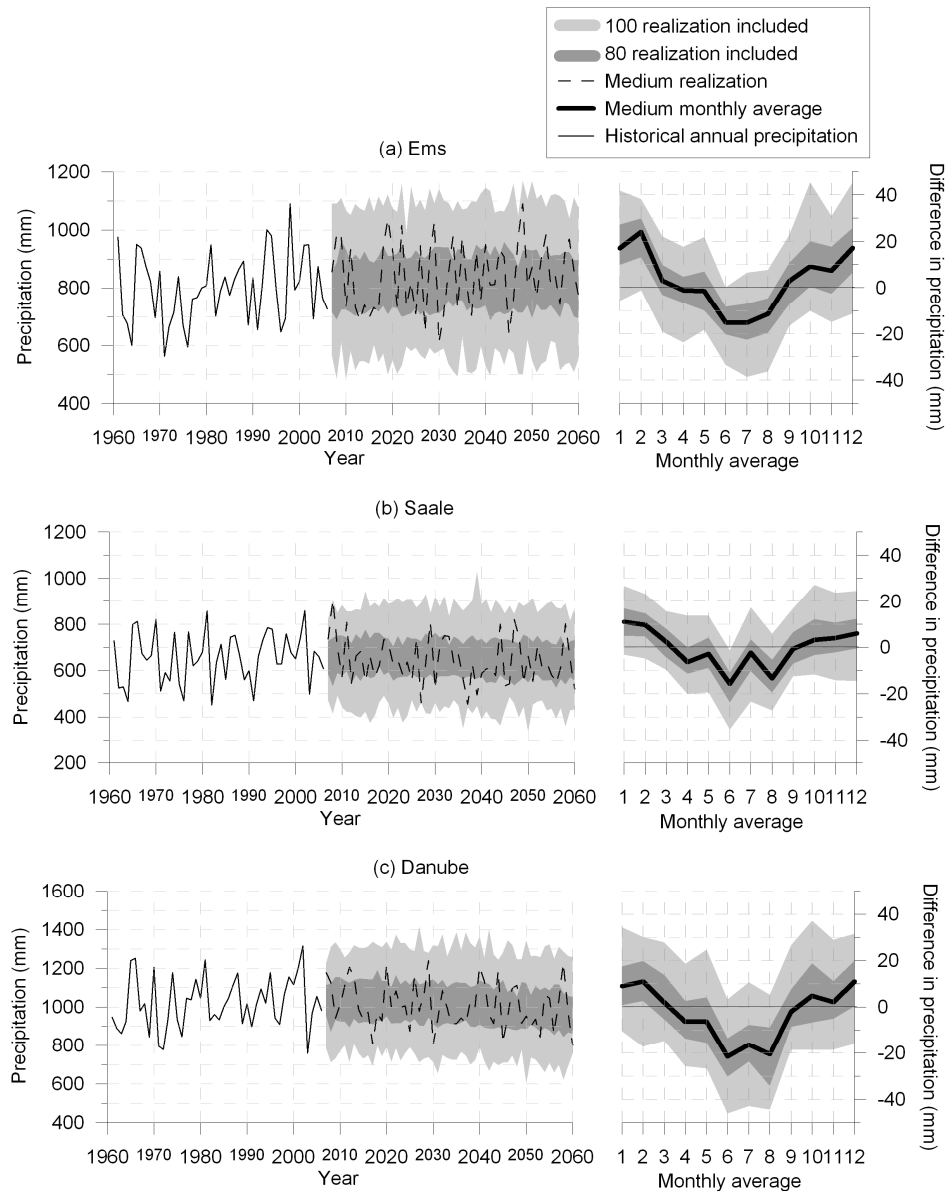 100 realization included
80 realization included
Medium realization
Medium monthly average
Historical annual precipitation
(a) Ems
1200
1000
800
600
400
Precipitation (mm)
1960 1970 1980 1990 2000 2010 2020 2030 2040 2050 2060
Year
40
20
0
-20
-40
Difference in precipitation (mm)
1 2 3 4 5 6 7 8 9 10 11 12
Monthly average
(b) Saale
1200
1000
800
600
400
200
Precipitation (mm)
1960 1970 1980 1990 2000 2010 2020 2030 2040 2050 2060
Year
40
20
0
-20
-40
Difference in precipitation (mm)
1 2 3 4 5 6 7 8 9 10 11 12
Monthly average
(c) Danube
1600
1400
1200
1000
800
600
400
Precipitation (mm)
1960 1970 1980 1990 2000 2010 2020 2030 2040 2050 2060
Year
40
20
0
-20
-40
Difference in precipitation (mm)
1 2 3 4 5 6 7 8 9 10 11 12
Monthly average